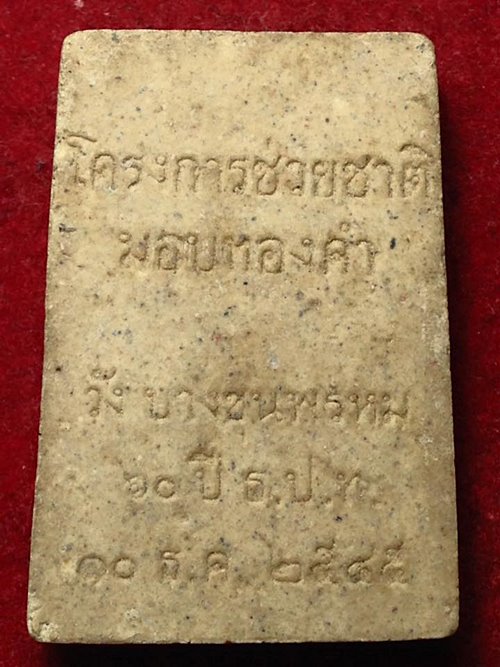 โครงการช่วยชาติ
มอบทองคำ
วัง บางขุนพรหม
๖๐ ปี ธ.ป.ท.
๑๐ ธ.ค. ๒๕๔๕